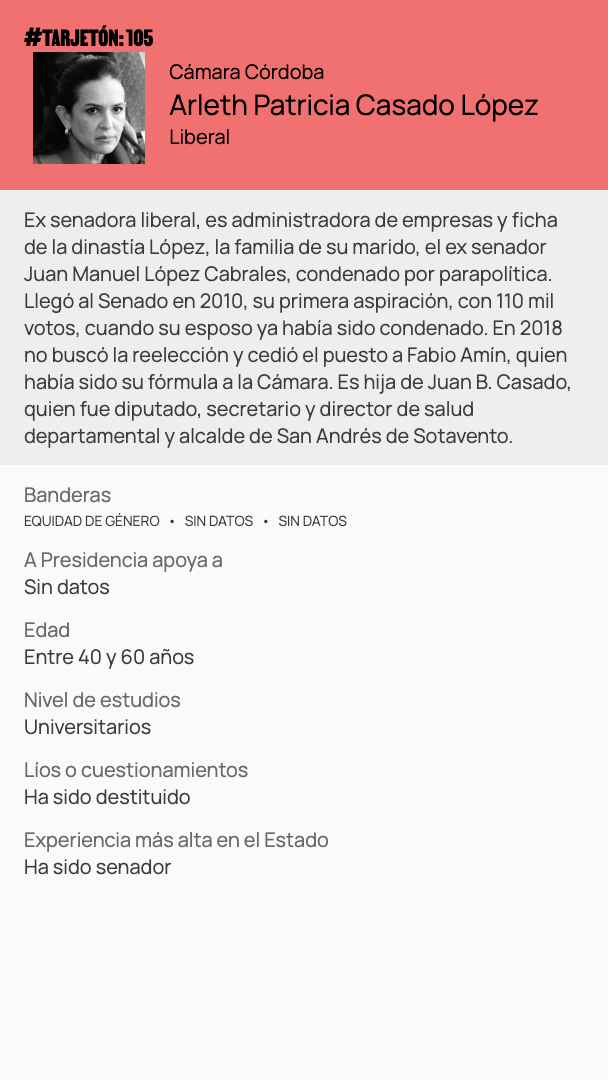 #TARJETÓN: 105
Cámara Córdoba
Arleth Patricia Casado López
Liberal
Ex senadora liberal, es administradora de empresas y ficha
de la dinastía López, la familia de su marido, el ex senador
Juan Manuel López Cabrales, condenado por parapolítica.
Llegó al Senado en 2010, su primera aspiración, con 110 mil
votos, cuando su esposo ya había sido condenado. En 2018
no buscó la reelección y cedió el puesto a Fabio Amín, quien
había sido su fórmula a la Cámara. Es hija de Juan B. Casado,
quien fue diputado, secretario y director de salud
departamental y alcalde de San Andrés de Sotavento.
Banderas
EQUIDAD DE GÉNERO • SIN DATOS • SIN DATOS
A Presidencia apoya a
Sin datos
Edad
Entre 40 y 60 años
Nivel de estudios
Universitarios
Líos o cuestionamientos
Ha sido destituido
Experiencia más alta en el Estado
Ha sido senador